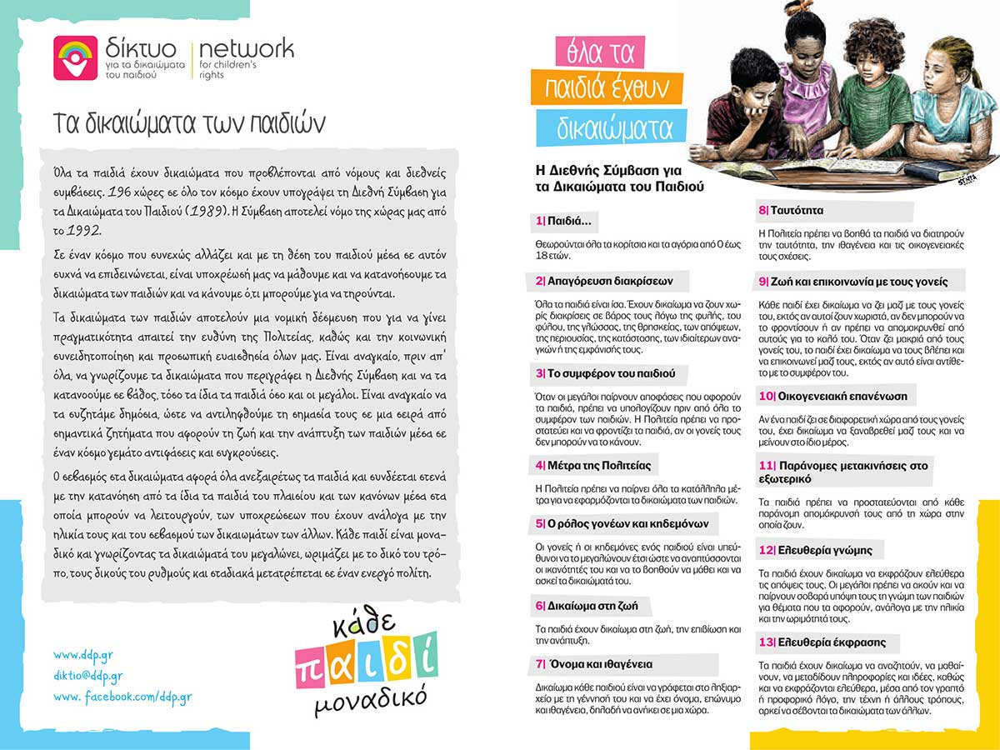 δίκτυο
για τα δικαιώματα
του παιδιού
network
for children's
rights
Τα δικαιώματα των παιδιών
Όλα τα παιδιά έχουν δικαιώματα που προβλέπονται από νόμους και διεθνείς
συμβάσεις. 196 χώρες σε όλο τον κόσμο έχουν υπογράψει τη Διεθνή Σύμβαση για
τα Δικαιώματα του Παιδιού (1989). Η Σύμβαση αποτελεί νόμο της χώρας μας από
το 1992.
Σε έναν κόσμο που συνεχώς αλλάζει και με τη θέση του παιδιού μέσα σε αυτόν
συχνά να επιδεινώνεται, είναι υποχρέωσή μας να μάθουμε και να κατανοήσουμε τα
δικαιώματα των παιδιών και να κάνουμε ό,τι μπορούμε για να τηρούνται.
Τα δικαιώματα των παιδιών αποτελούν μια νομική δέσμευση που για να γίνει
πραγματικότητα απαιτεί την ευθύνη της Πολιτείας, καθώς και την κοινωνική
συνειδητοποίηση και προσωπική ευαισθησία όλων μας. Είναι αναγκαίο, πριν απ'
όλα, να γνωρίζουμε τα δικαιώματα που περιγράφει η Διεθνής Σύμβαση και να τα
κατανοούμε σε βάθος, τόσο τα ίδια τα παιδιά όσο και οι μεγάλοι. Είναι αναγκαίο να
τα συζητάμε δημόσια, ώστε να αντιληφθούμε τη σημασία τους σε μια σειρά από
σημαντικά ζητήματα που αφορούν τη ζωή και την ανάπτυξη των παιδιών μέσα σε
έναν κόσμο γεμάτο αντιφάσεις και συγκρούσεις.
Ο σεβασμός στα δικαιώματα αφορά όλα ανεξαιρέτως τα παιδιά και συνδέεται στενά
με την κατανόηση από τα ίδια τα παιδιά του πλαισίου και των κανόνων μέσα στα
οποία μπορούν να λειτουργούν, των υποχρεώσεων που έχουν ανάλογα με την
ηλικία τους και του σεβασμού των δικαιωμάτων των άλλων. Κάθε παιδί είναι μονα-
δικό και γνωρίζοντας τα δικαιώματά του μεγαλώνει, ωριμάζει με το δικό του τρό-
πο, τους δικούς του ρυθμούς και σταδιακά μετατρέπεται σε έναν ενεργό πολίτη.
www.ddp.gr
diktio@ddp.gr
www. facebook.com/ddp.gr
κάθε
παιδί
μοναδικό
όλα τα
παιδιά έχουν
δικαιώματα
Η Διεθνής Σύμβαση για
τα Δικαιώματα του Παιδιού
1| Παιδιά...
Θεωρούνται όλα τα κορίτσια και τα αγόρια από 0 έως
18 ετών.
2| Απαγόρευση διακρίσεων
Όλα τα παιδιά είναι ίσα. Έχουν δικαίωμα να ζουν χω-
ρίς διακρίσεις σε βάρος τους λόγω της φυλής, του
φύλου, της γλώσσας, της θρησκείας, των απόψεων,
της περιουσίας, της κατάστασης, των ιδιαίτερων ανα-
γκών ή της εμφάνισής τους.
3| Το συμφέρον του παιδιού
Όταν οι μεγάλοι παίρνουν αποφάσεις που αφορούν
τα παιδιά, πρέπει να υπολογίζουν πριν από όλα το
συμφέρον των παιδιών. Η Πολιτεία πρέπει να προ-
στατεύει και να φροντίζει τα παιδιά, αν οι γονείς τους
δεν μπορούν να το κάνουν.
4| Μέτρα της Πολιτείας
Η Πολιτεία πρέπει να παίρνει όλα τα κατάλληλα μέ-
τρα για να εφαρμόζονται τα δικαιώματα των παιδιών.
5| Ο ρόλος γονέων και κηδεμόνων
Οι γονείς ή οι κηδεμόνες ενός παιδιού είναι υπεύ-
θυνοι να το μεγαλώνουν έτσι ώστε να αναπτύσσονται
οι ικανότητές του και να το βοηθούν να μάθει και να
ασκεί τα δικαιώματά του.
6| Δικαίωμα στη ζωή
Τα παιδιά έχουν δικαίωμα στη ζωή, την επιβίωση και
την ανάπτυξη.
7| Όνομα και ιθαγένεια
Δικαίωμα κάθε παιδιού είναι να γράφεται στο ληξιαρ-
χείο με τη γέννησή του και να έχει όνομα, επώνυμο
και ιθαγένεια, δηλαδή να ανήκει σε μια χώρα.
8| Ταυτότητα
Η Πολιτεία πρέπει να βοηθά τα παιδιά να διατηρούν
την ταυτότητα, την ιθαγένεια και τις οικογενειακές
τους σχέσεις.
9| Ζωή και επικοινωνία με τους γονείς
Κάθε παιδί έχει δικαίωμα να ζει μαζί με τους γονείς
του, εκτός αν αυτοί ζουν χωριστά, αν δεν μπορούν να
το φροντίσουν ή αν πρέπει να απομακρυνθεί από
αυτούς για το καλό του. Όταν ζει μακριά από τους
γονείς του, το παιδί έχει δικαίωμα να τους βλέπει και
να επικοινωνεί μαζί τους, εκτός αν αυτό είναι αντίθε-
το με το συμφέρον του.
10| Οικογενειακή επανένωση
Αν ένα παιδί ζει σε διαφορετική χώρα από τους γονείς
του, έχει δικαίωμα να ξαναβρεθεί μαζί τους και να
μείνουν στο ίδιο μέρος.
11| Παράνομες μετακινήσεις στο
εξωτερικό
Τα παιδιά πρέπει να προστατεύονται από κάθε
παράνομη απομάκρυνσή τους από τη χώρα στην
οποία ζουν.
12| Ελευθερία γνώμης
Τα παιδιά έχουν δικαίωμα να εκφράζουν ελεύθερα
τις απόψεις τους. Οι μεγάλοι πρέπει να ακούν και να
παίρνουν σοβαρά υπόψη τους τη γνώμη των παιδιών
για θέματα που τα αφορούν, ανάλογα με την ηλικία
και την ωριμότητά τους.
13| Ελευθερία έκφρασης
Τα παιδιά έχουν δικαίωμα να αναζητούν, να μαθαί-
νουν, να μεταδίδουν πληροφορίες και ιδέες, καθώς
και να εκφράζονται ελεύθερα, μέσα από τον γραπτό
ή προφορικό λόγο, την τέχνη ή άλλους τρόπους,
αρκεί να σέβονται τα δικαιώματα των άλλων.